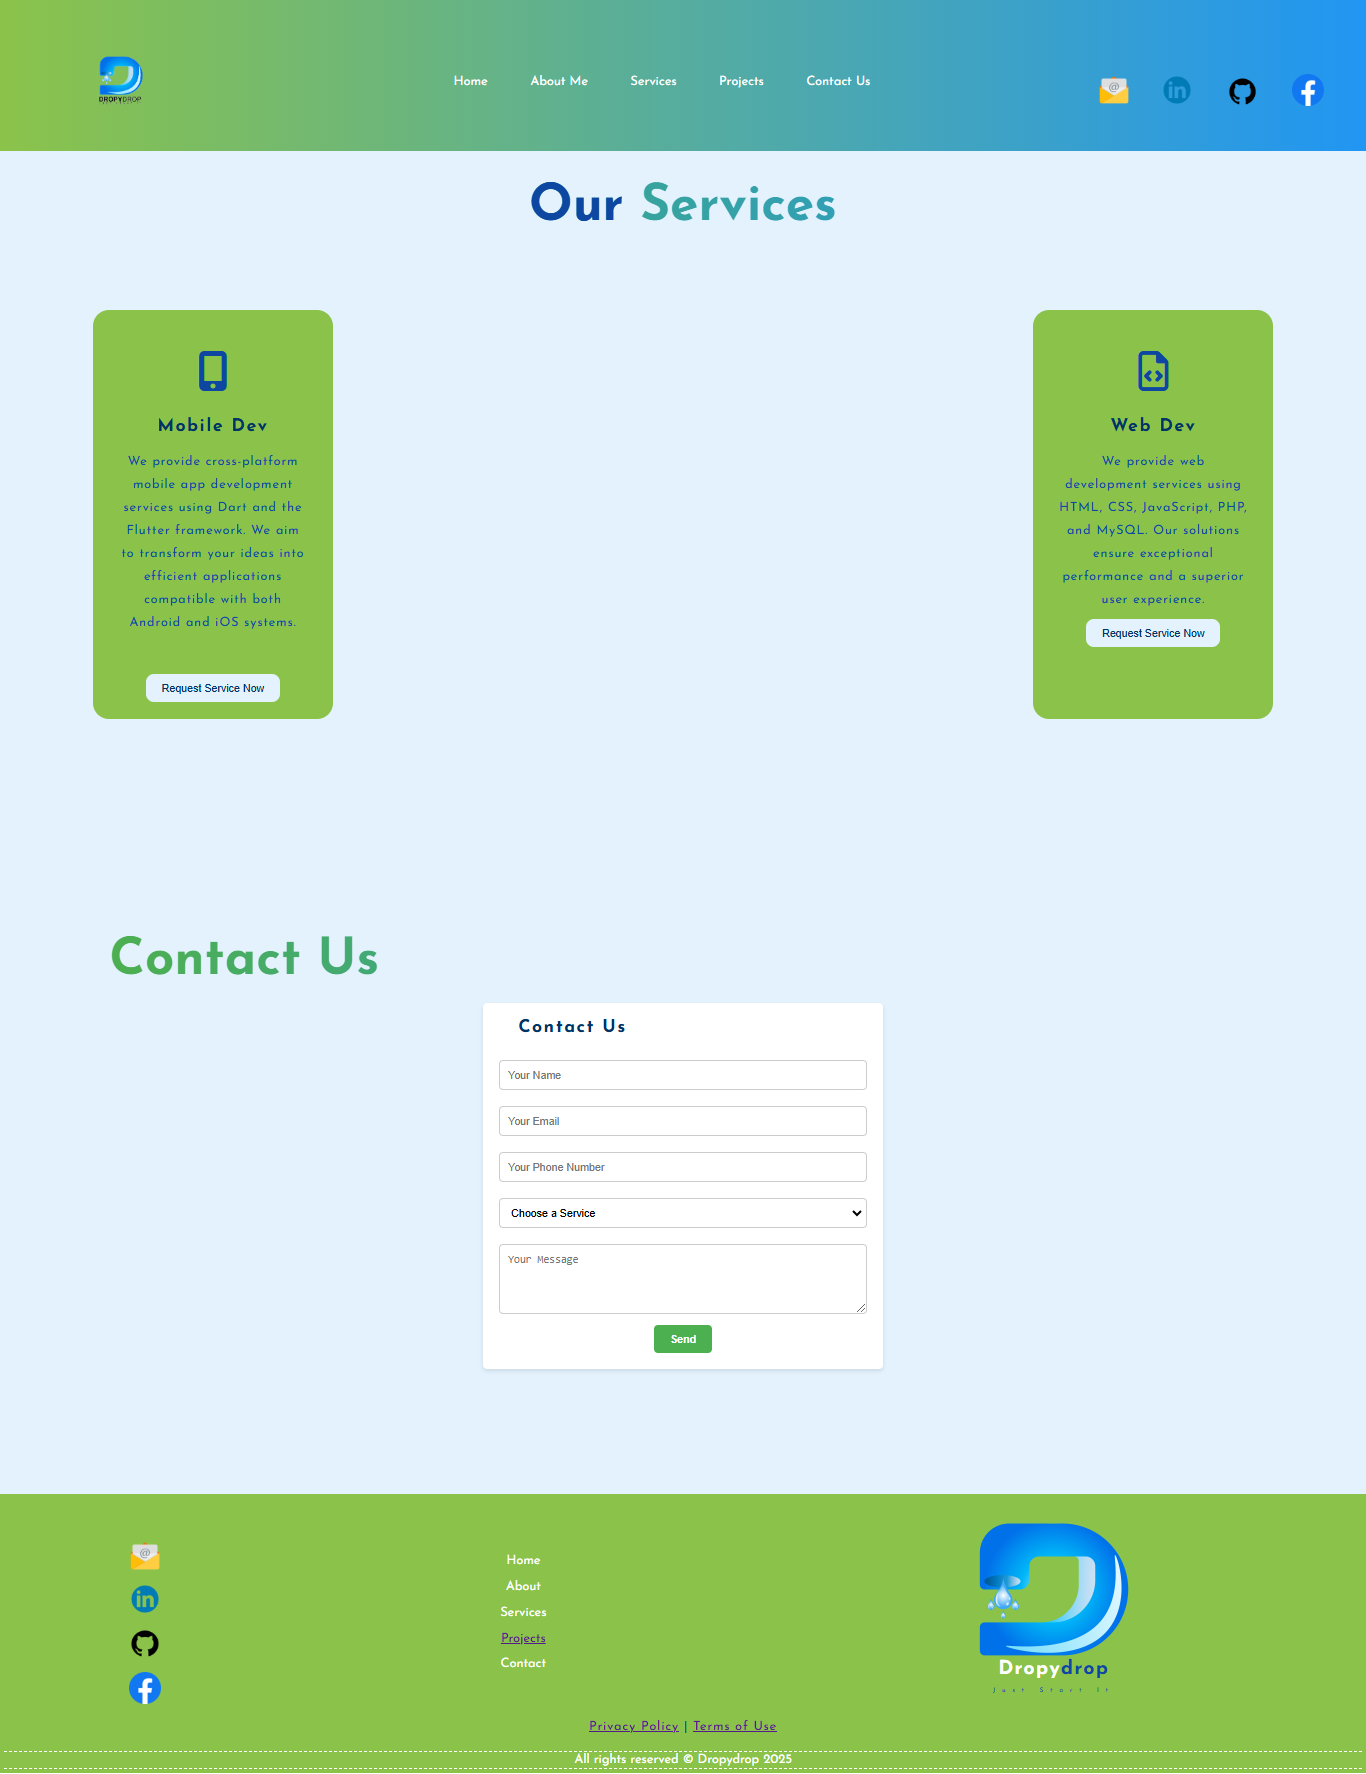 DROPYDROP
Home
About Me
Services
Projects
Contact Us
Our Services
Mobile Dev
We provide cross-platform
mobile app development
services using Dart and the
Flutter framework. We aim
to transform your ideas into
efficient applications
compatible with both
Android and iOS systems.
Request Service Now
Web Dev
We provide web
development services using
HTML, CSS, JavaScript, PHP,
and MySQL. Our solutions
ensure exceptional
performance and a superior
user experience.
Request Service Now
Contact Us
Contact Us
Your Name
Your Email
Your Phone Number
Choose a Service
Your Message
Send
Home
About
Services
Projects
Contact
Dropydrop
Just Start It
Privacy Policy | Terms of Use
All rights reserved © Dropydrop 2025